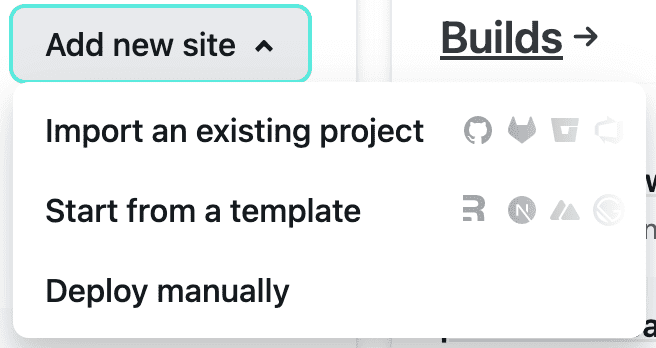 Add new site
Builds →
Import an existing project
Start from a template
Deploy manually